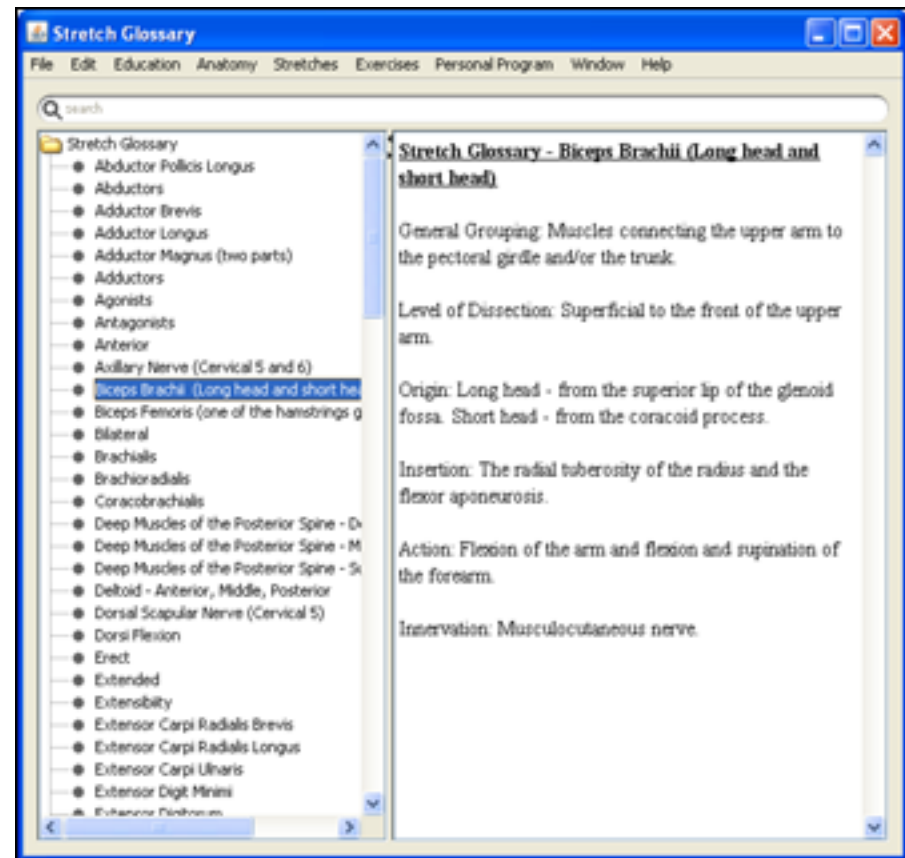 Stretch Glossary
File Edit Education Anatomy Stretches Exercises Personal Program Window Help
search
Stretch Glossary
Abductor Pollicis Longus
Abductors
Adductor Brevis
Adductor Longus
Adductor Magnus (two parts)
Adductors
Agonists
Antagonists
Anterior
Axillary Nerve (Cervical 5 and 6)
Biceps Brachii (Long head and short hea
Biceps Femoris (one of the hamstrings g
Bilateral
Brachialis
Brachioradialis
Coracobrachialis
Deep Muscles of the Posterior Spine - D
Deep Muscles of the Posterior Spine - M
Deep Muscles of the Posterior Spine - S
Deltoid - Anterior, Middle, Posterior
Dorsal Scapular Nerve (Cervical 5)
Dorsi Flexion
Erect
Extended
Extensibility
Extensor Carpi Radialis Brevis
Extensor Carpi Radialis Longus
Extensor Carpi Ulnaris
Extensor Digit Minimi
Extensor Digitorum
Stretch Glossary - Biceps Brachii (Long head and
short head)
General Grouping: Muscles connecting the upper arm to
the pectoral girdle and/or the trunk.
Level of Dissection: Superficial to the front of the upper
arm.
Origin: Long head - from the superior lip of the glenoid
fossa. Short head - from the coracoid process.
Insertion: The radial tuberosity of the radius and the
flexor aponeurosis.
Action: Flexion of the arm and flexion and supination of
the forearm.
Innervation: Musculocutaneous nerve.